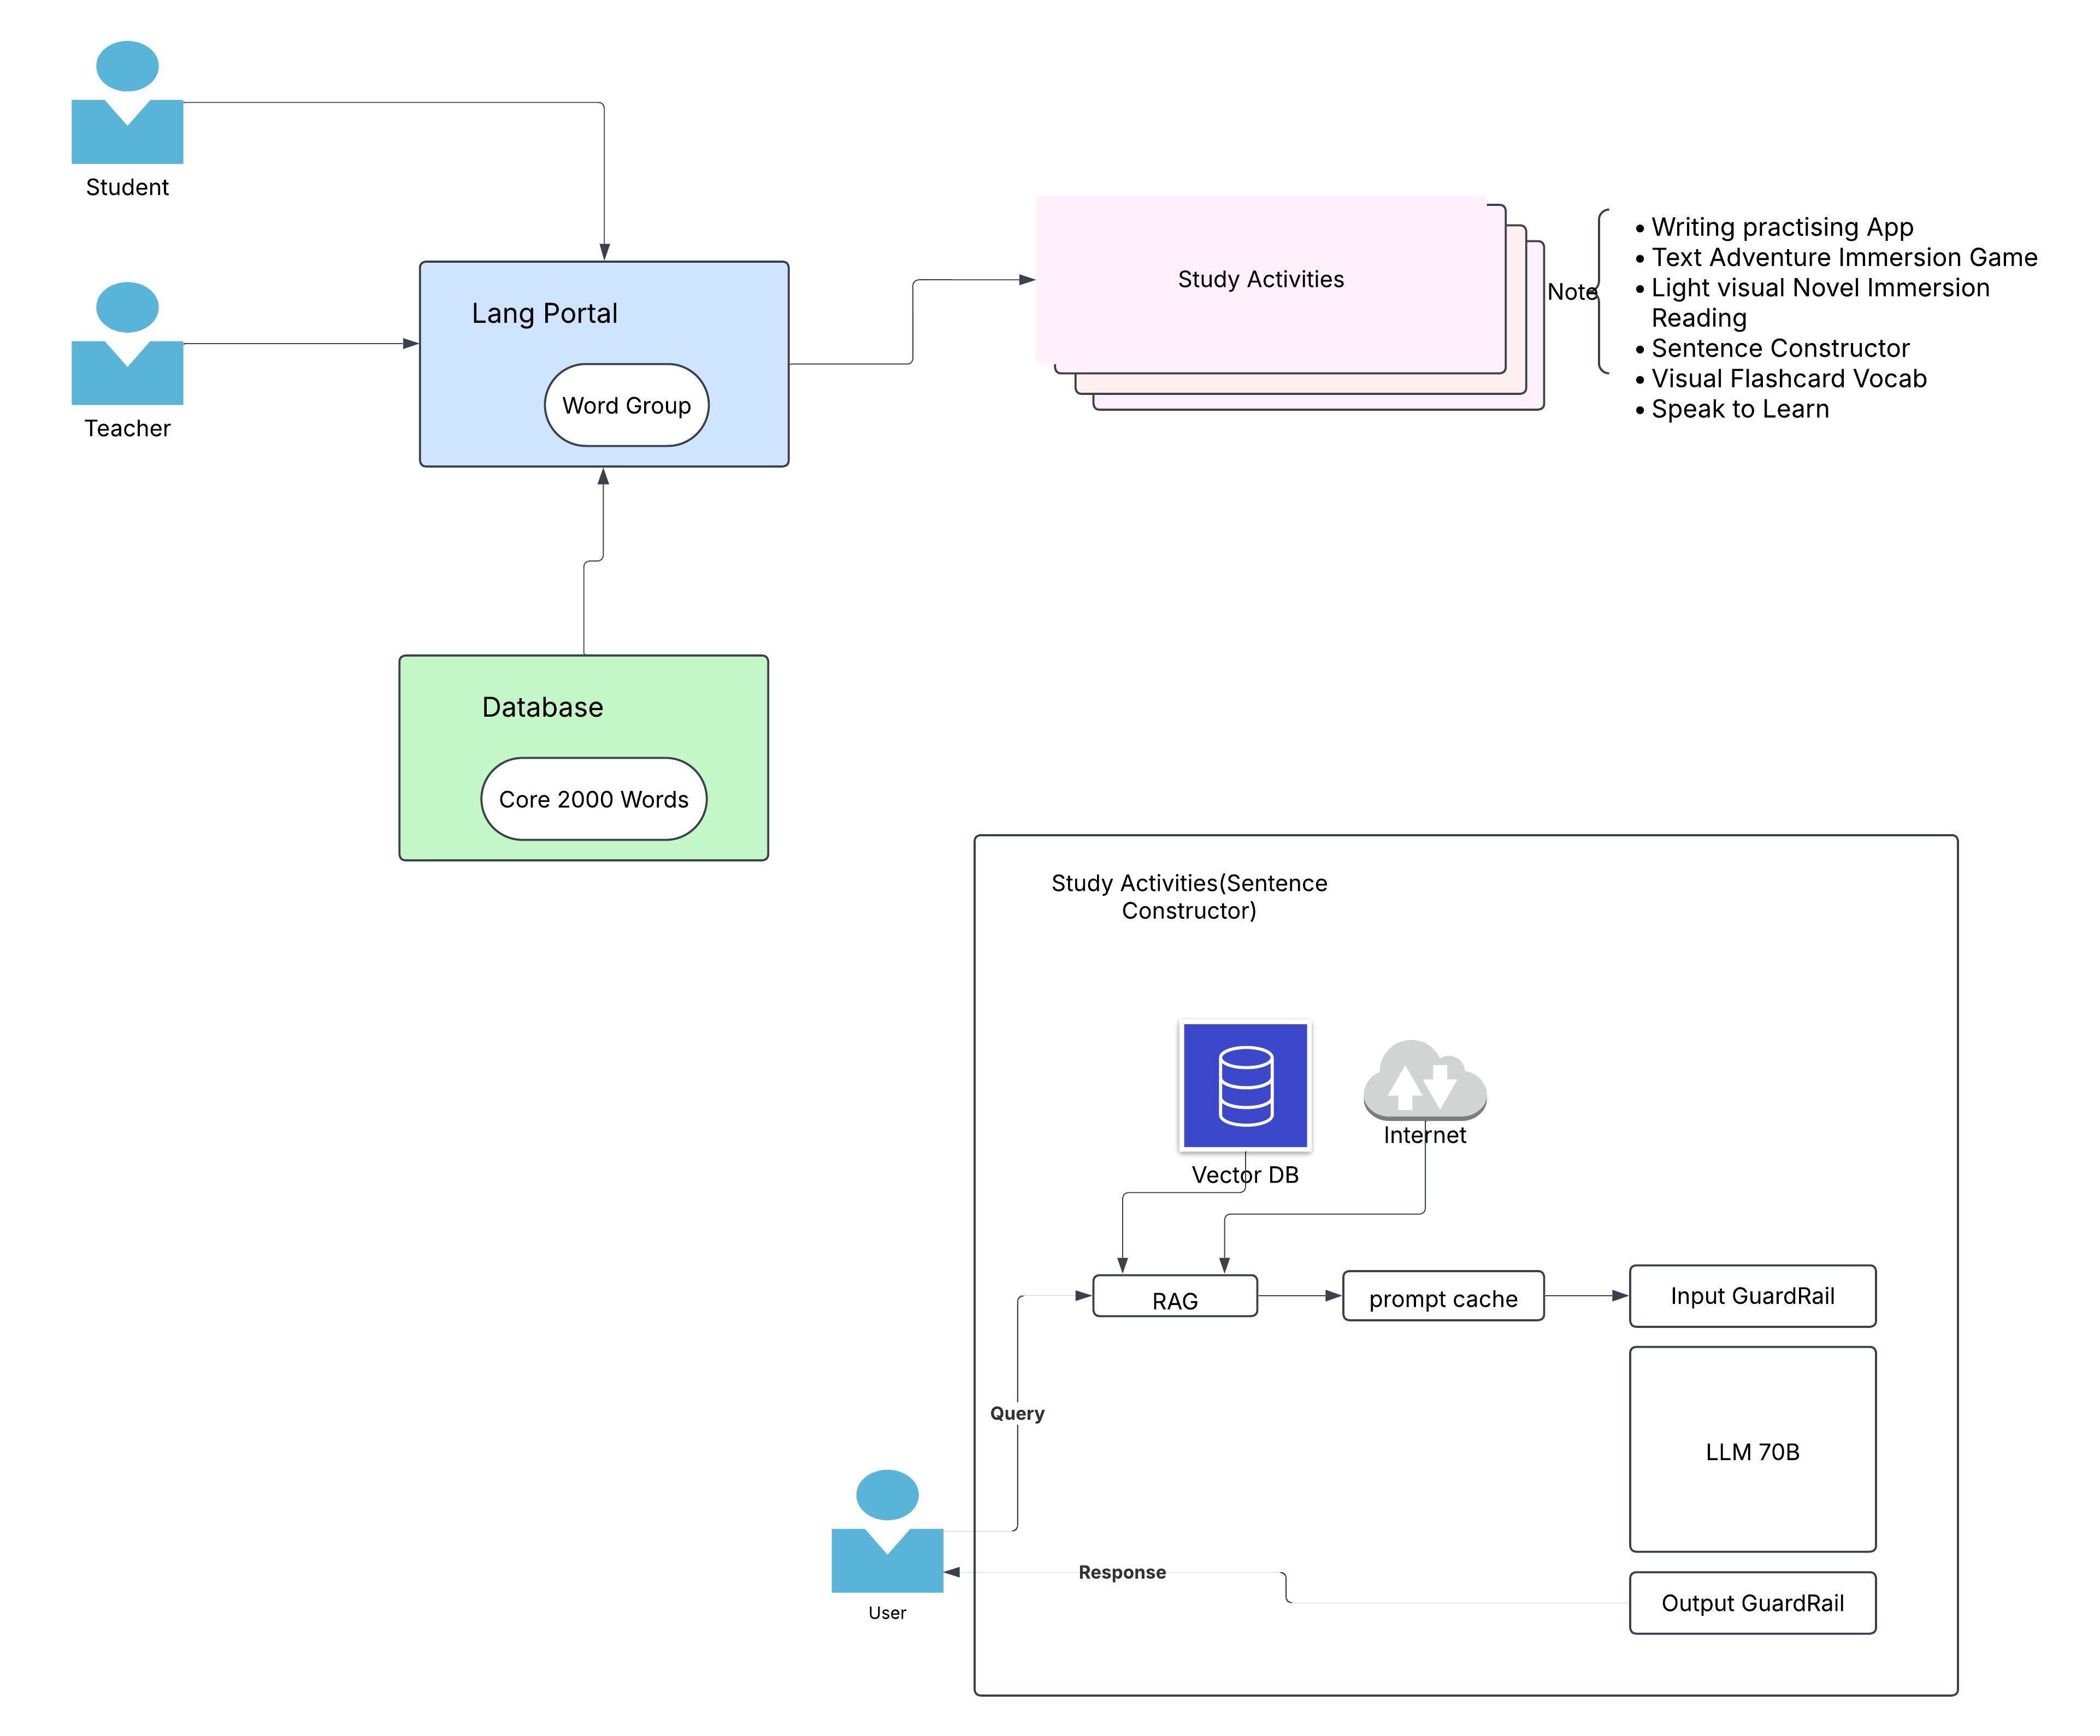 Student
Teacher
Lang Portal
Word Group
Study Activities
Note
• Writing practising App
• Text Adventure Immersion Game
• Light visual Novel Immersion
Reading
• Sentence Constructor
• Visual Flashcard Vocab
• Speak to Learn
Database
Core 2000 Words
Study Activities(Sentence
Constructor)
Vector DB
Internet
RAG
prompt cache
Input GuardRail
Query
LLM 70B
Response
Output GuardRail
User